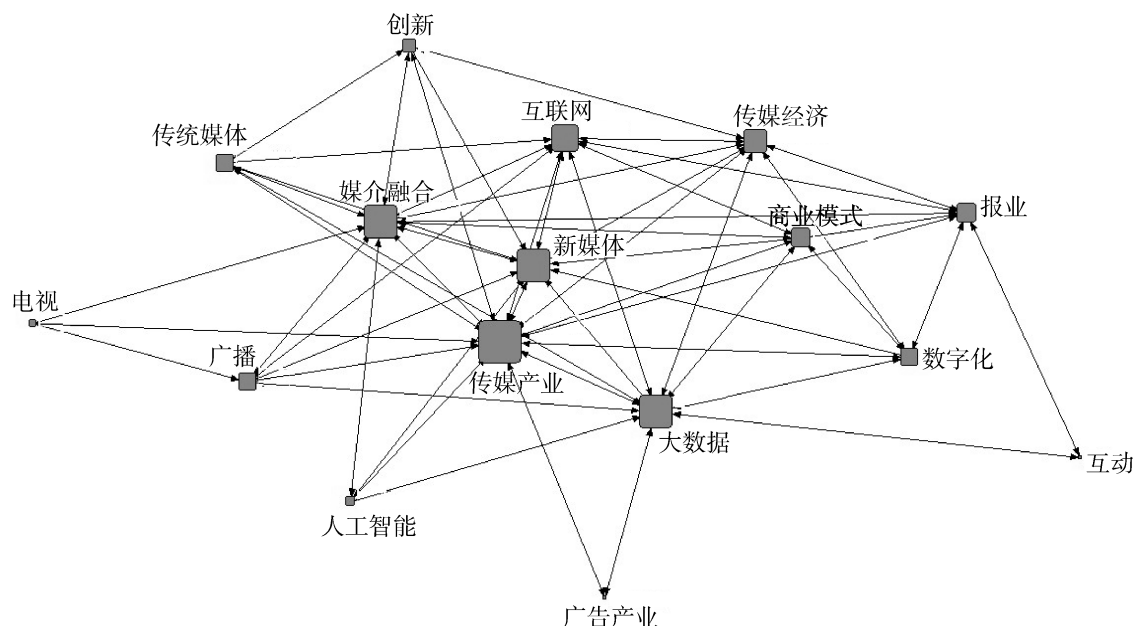 创新
互联网
传媒经济
传统媒体
媒介融合
报业
商业模式
新媒体
电视
广播
数字化
传媒产业
大数据
互动
人工智能
广告产业